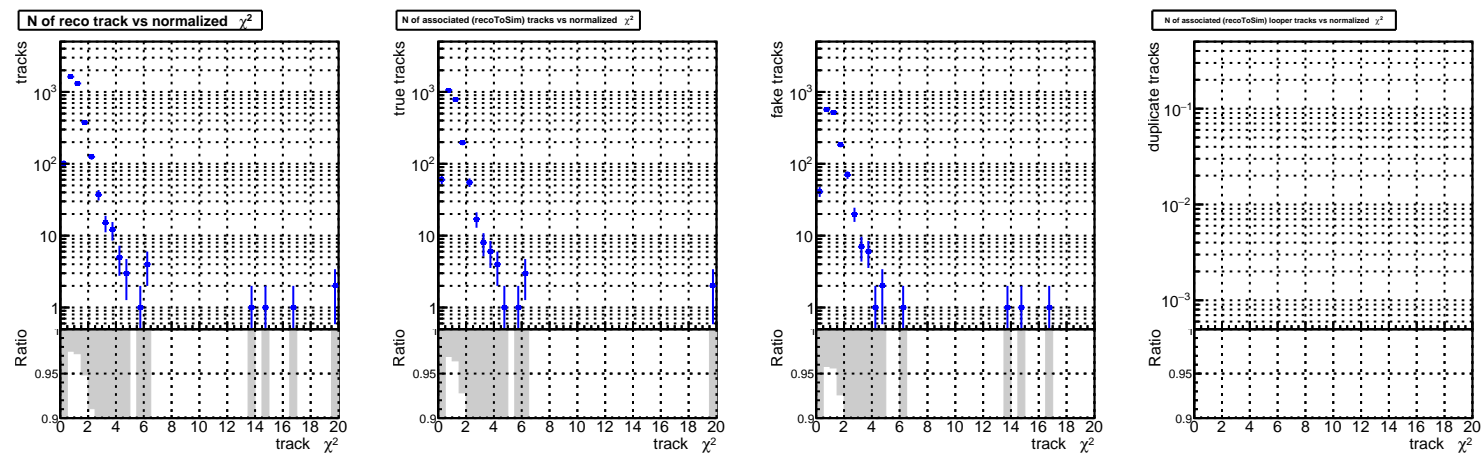 N of reco track vs normalized χ²
tracks
10³
10²
10
1
Ratio
1
0.95
0.9
0 2 4 6 8 10 12 14 16 18 20
track χ²
N of associated (recoToSim) tracks vs normalized χ²
true tracks
10³
10²
10
1
Ratio
1
0.95
0.9
0 2 4 6 8 10 12 14 16 18 20
track χ²
fake tracks
10³
10²
10
1
Ratio
1
0.95
0.9
0 2 4 6 8 10 12 14 16 18 20
track χ²
N of associated (recoToSim) looper tracks vs normalized χ²
duplicate tracks
10⁻¹
10⁻²
10⁻³
Ratio
1
0.95
0.9
0 2 4 6 8 10 12 14 16 18 20
track χ²